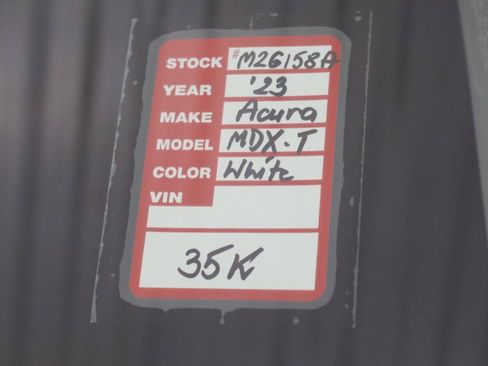 STOCK #M26158A
YEAR '23
MAKE Acura
MODEL MDX-T
COLOR White
VIN
35K